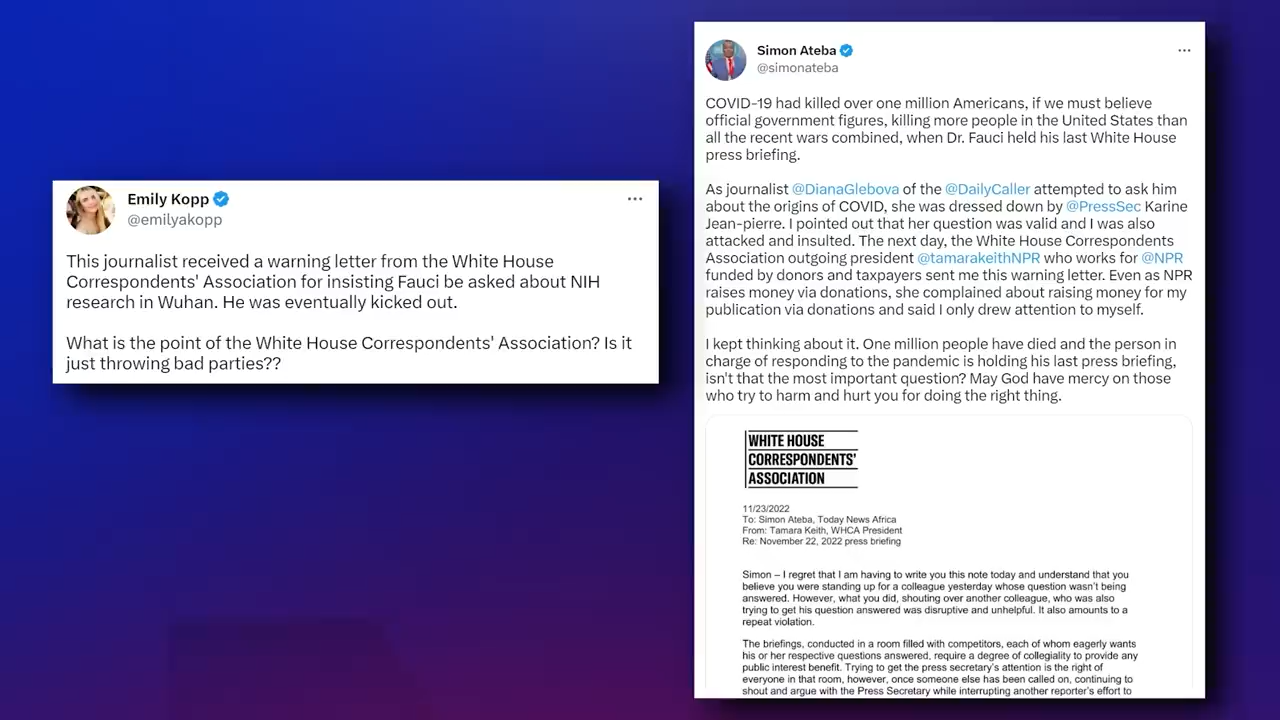 Emily Kopp
@emilyakopp
This journalist received a warning letter from the White House
Correspondents' Association for insisting Fauci be asked about NIH
research in Wuhan. He was eventually kicked out.
What is the point of the White House Correspondents' Association? Is it
just throwing bad parties??
Simon Ateba
@simonateba
COVID-19 had killed over one million Americans, if we must believe
official government figures, killing more people in the United States than
all the recent wars combined, when Dr. Fauci held his last White House
press briefing.
As journalist @DianaGlebova of the @DailyCaller attempted to ask him
about the origins of COVID, she was dressed down by @PressSec Karine
Jean-pierre. I pointed out that her question was valid and I was also
attacked and insulted. The next day, the White House Correspondents
Association outgoing president @tamarakeithNPR who works for @NPR
funded by donors and taxpayers sent me this warning letter. Even as NPR
raises money via donations, she complained about raising money for my
publication via donations and said I only drew attention to myself.
I kept thinking about it. One million people have died and the person in
charge of responding to the pandemic is holding his last press briefing,
isn't that the most important question? May God have mercy on those
who try to harm and hurt you for doing the right thing.
WHITE HOUSE
CORRESPONDENTS'
ASSOCIATION
11/23/2022
To: Simon Ateba, Today News Africa
From: Tamara Keith, WHCA President
Re: November 22, 2022 press briefing
Simon – I regret that I am having to write you this note today and understand that you
believe you were standing up for a colleague yesterday whose question wasn't being
answered. However, what you did, shouting over another colleague, who was also
trying to get his question answered was disruptive and unhelpful. It also amounts to a
repeat violation.
The briefings, conducted in a room filled with competitors, each of whom eagerly wants
his or her respective questions answered, require a degree of collegiality to provide any
public interest benefit. Trying to get the press secretary's attention is the right of
everyone in that room, however, once someone else has been called on, continuing to
shout and argue with the Press Secretary while interrupting another reporter's effort to